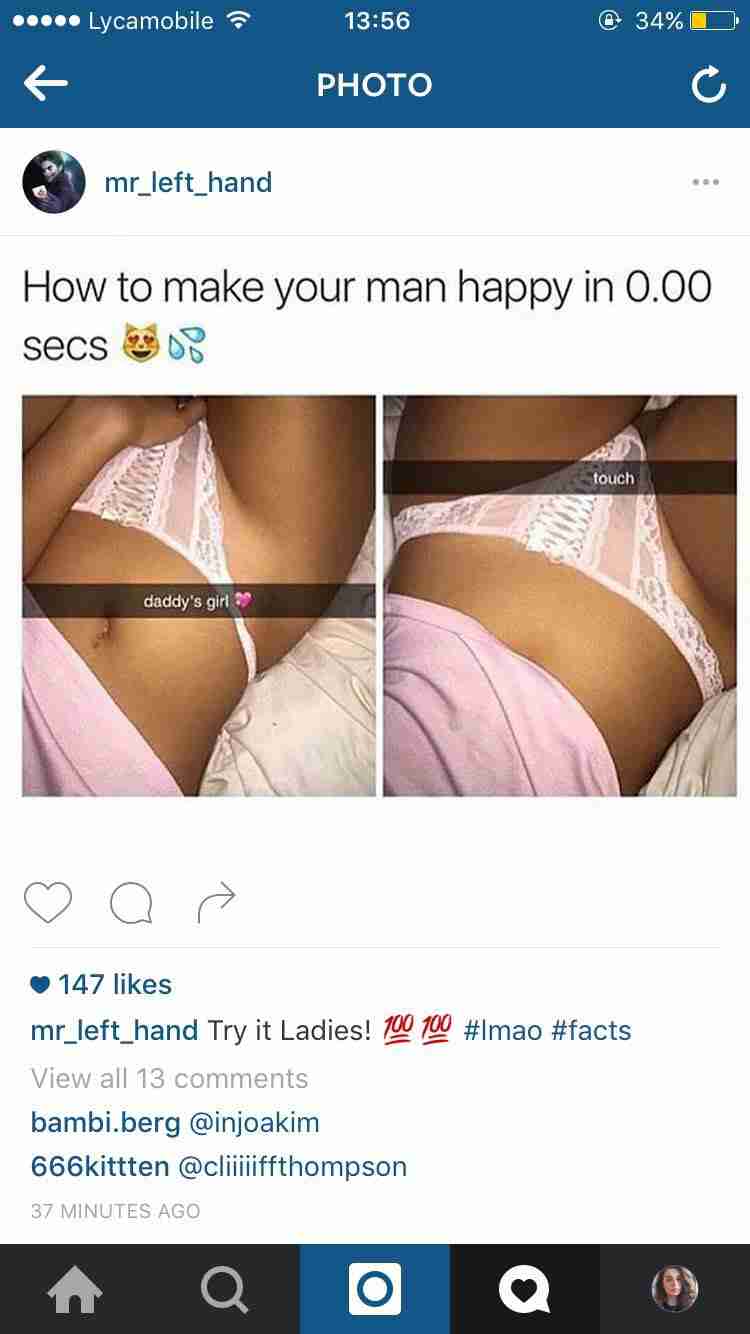 Lycamobile 13:56 34%
PHOTO
mr_left_hand
How to make your man happy in 0.00
secs 😻💦
daddy's girl 💘
touch
147 likes
mr_left_hand Try it Ladies! 💯 💯 #lmao #facts
View all 13 comments
bambi.berg @injoakim
666kittten @cliiiiiffthompson
37 MINUTES AGO